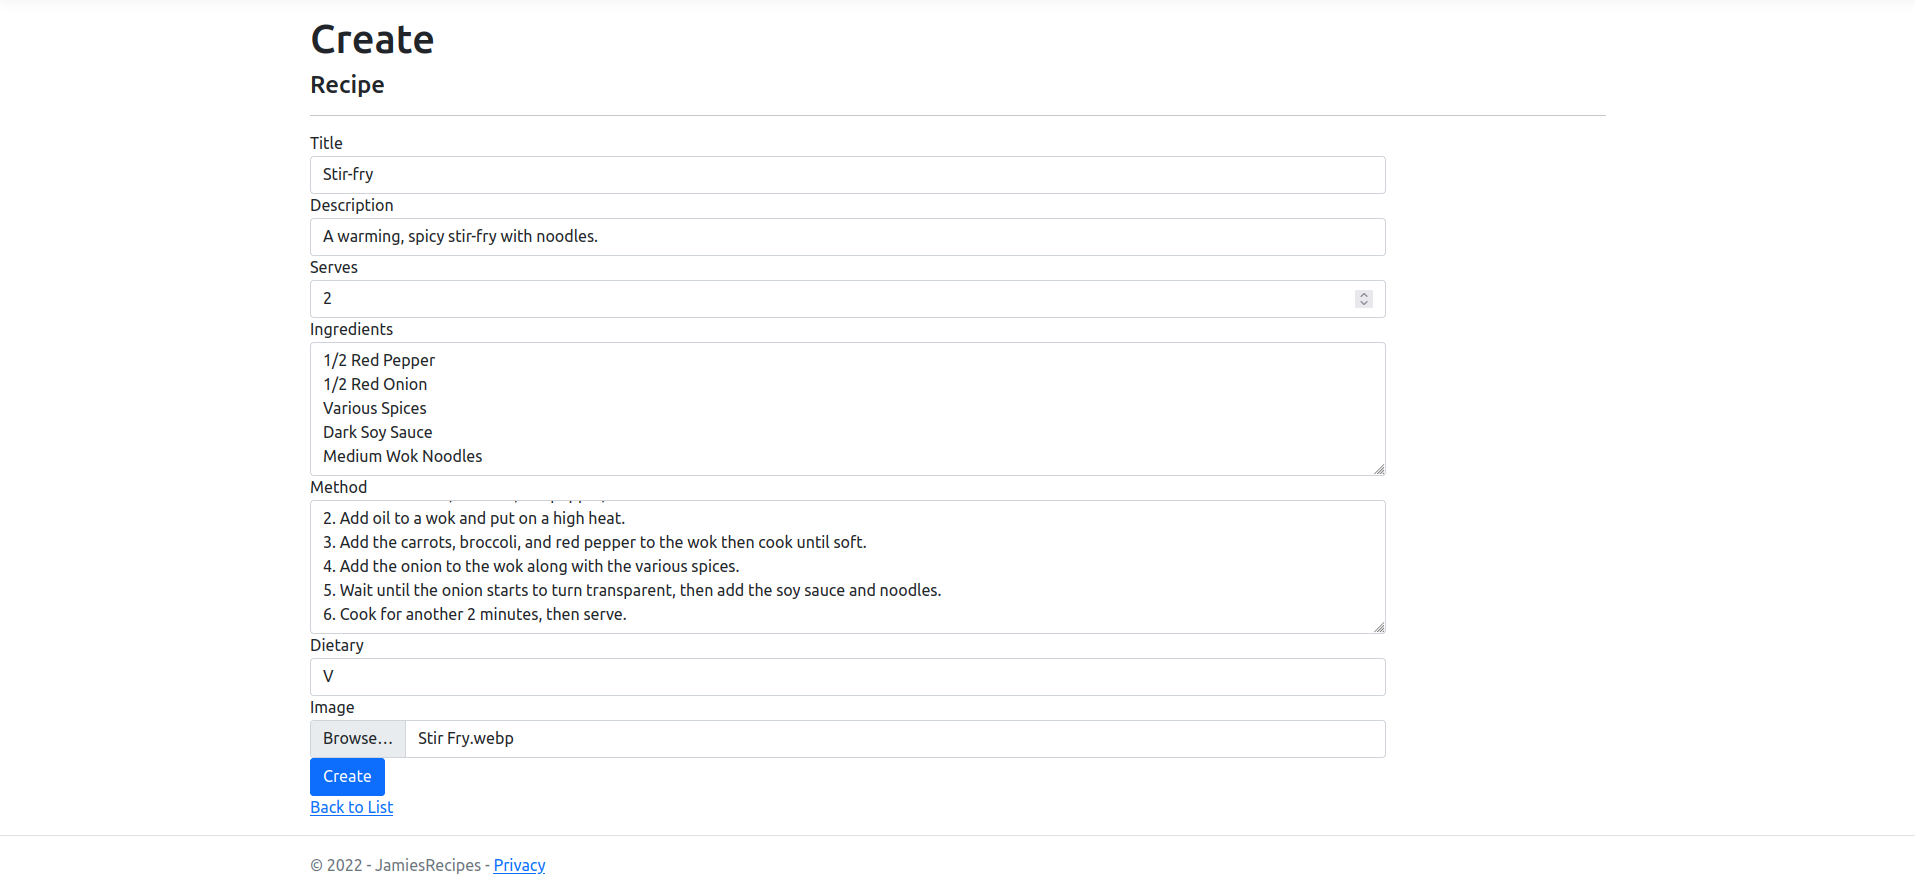 Create
Recipe
Title
Stir-fry
Description
A warming, spicy stir-fry with noodles.
Serves
2
Ingredients
1/2 Red Pepper
1/2 Red Onion
Various Spices
Dark Soy Sauce
Medium Wok Noodles
Method
2. Add oil to a wok and put on a high heat.
3. Add the carrots, broccoli, and red pepper to the wok then cook until soft.
4. Add the onion to the wok along with the various spices.
5. Wait until the onion starts to turn transparent, then add the soy sauce and noodles.
6. Cook for another 2 minutes, then serve.
Dietary
V
Image
Browse... Stir Fry.webp
Create
Back to List
© 2022 - JamiesRecipes - Privacy